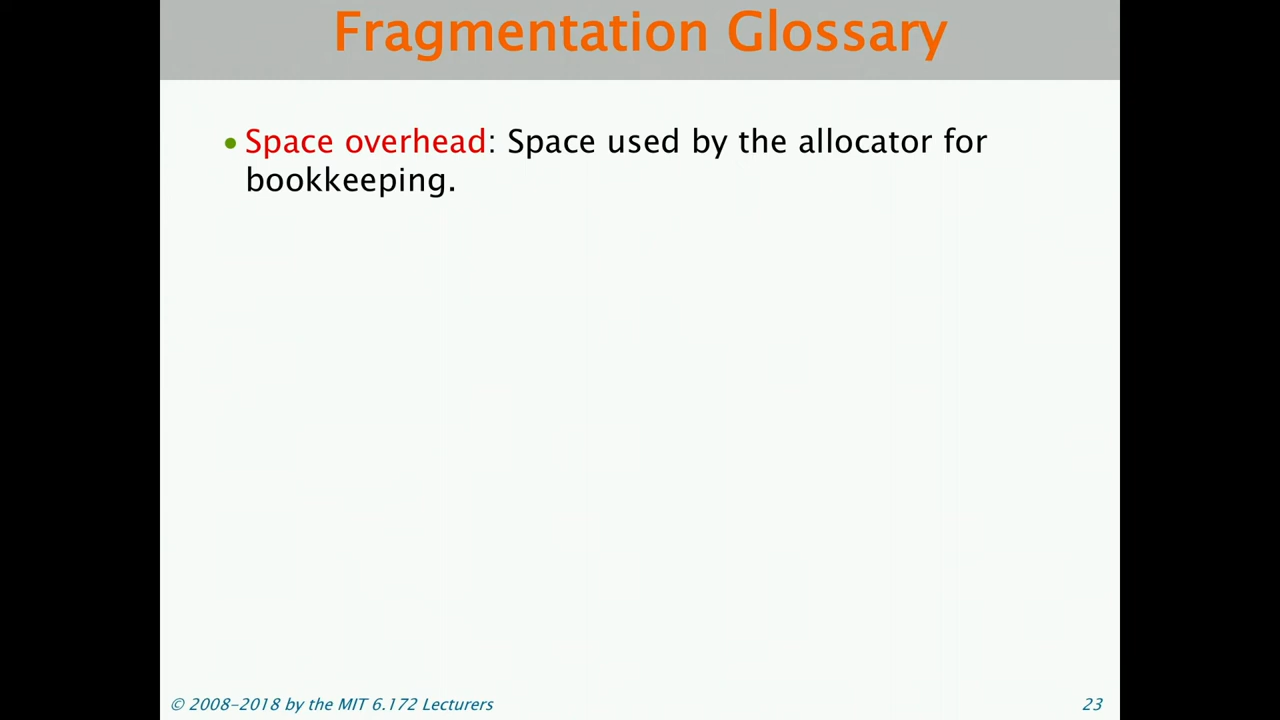 Fragmentation Glossary
• Space overhead: Space used by the allocator for
bookkeeping.
© 2008–2018 by the MIT 6.172 Lecturers
23